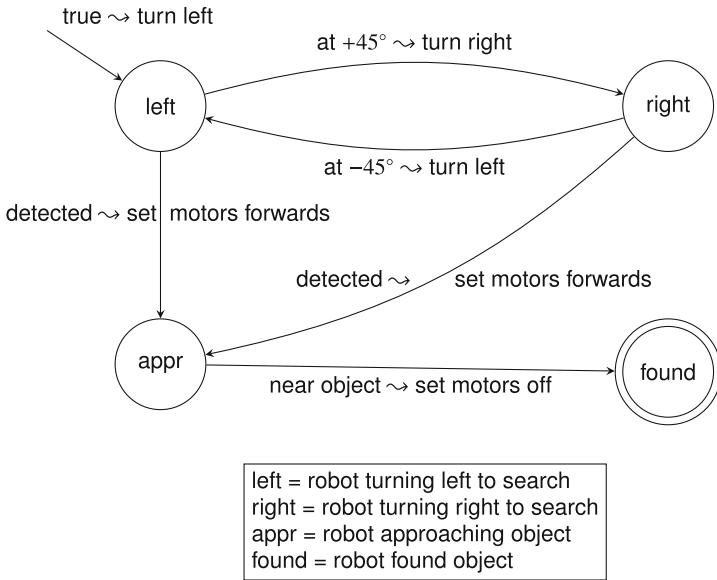 true ⤳ turn left
at +45° ⤳ turn right
left
right
at −45° ⤳ turn left
detected ⤳ set motors forwards
detected ⤳ set motors forwards
appr
found
near object ⤳ set motors off
left = robot turning left to search
right = robot turning right to search
appr = robot approaching object
found = robot found object